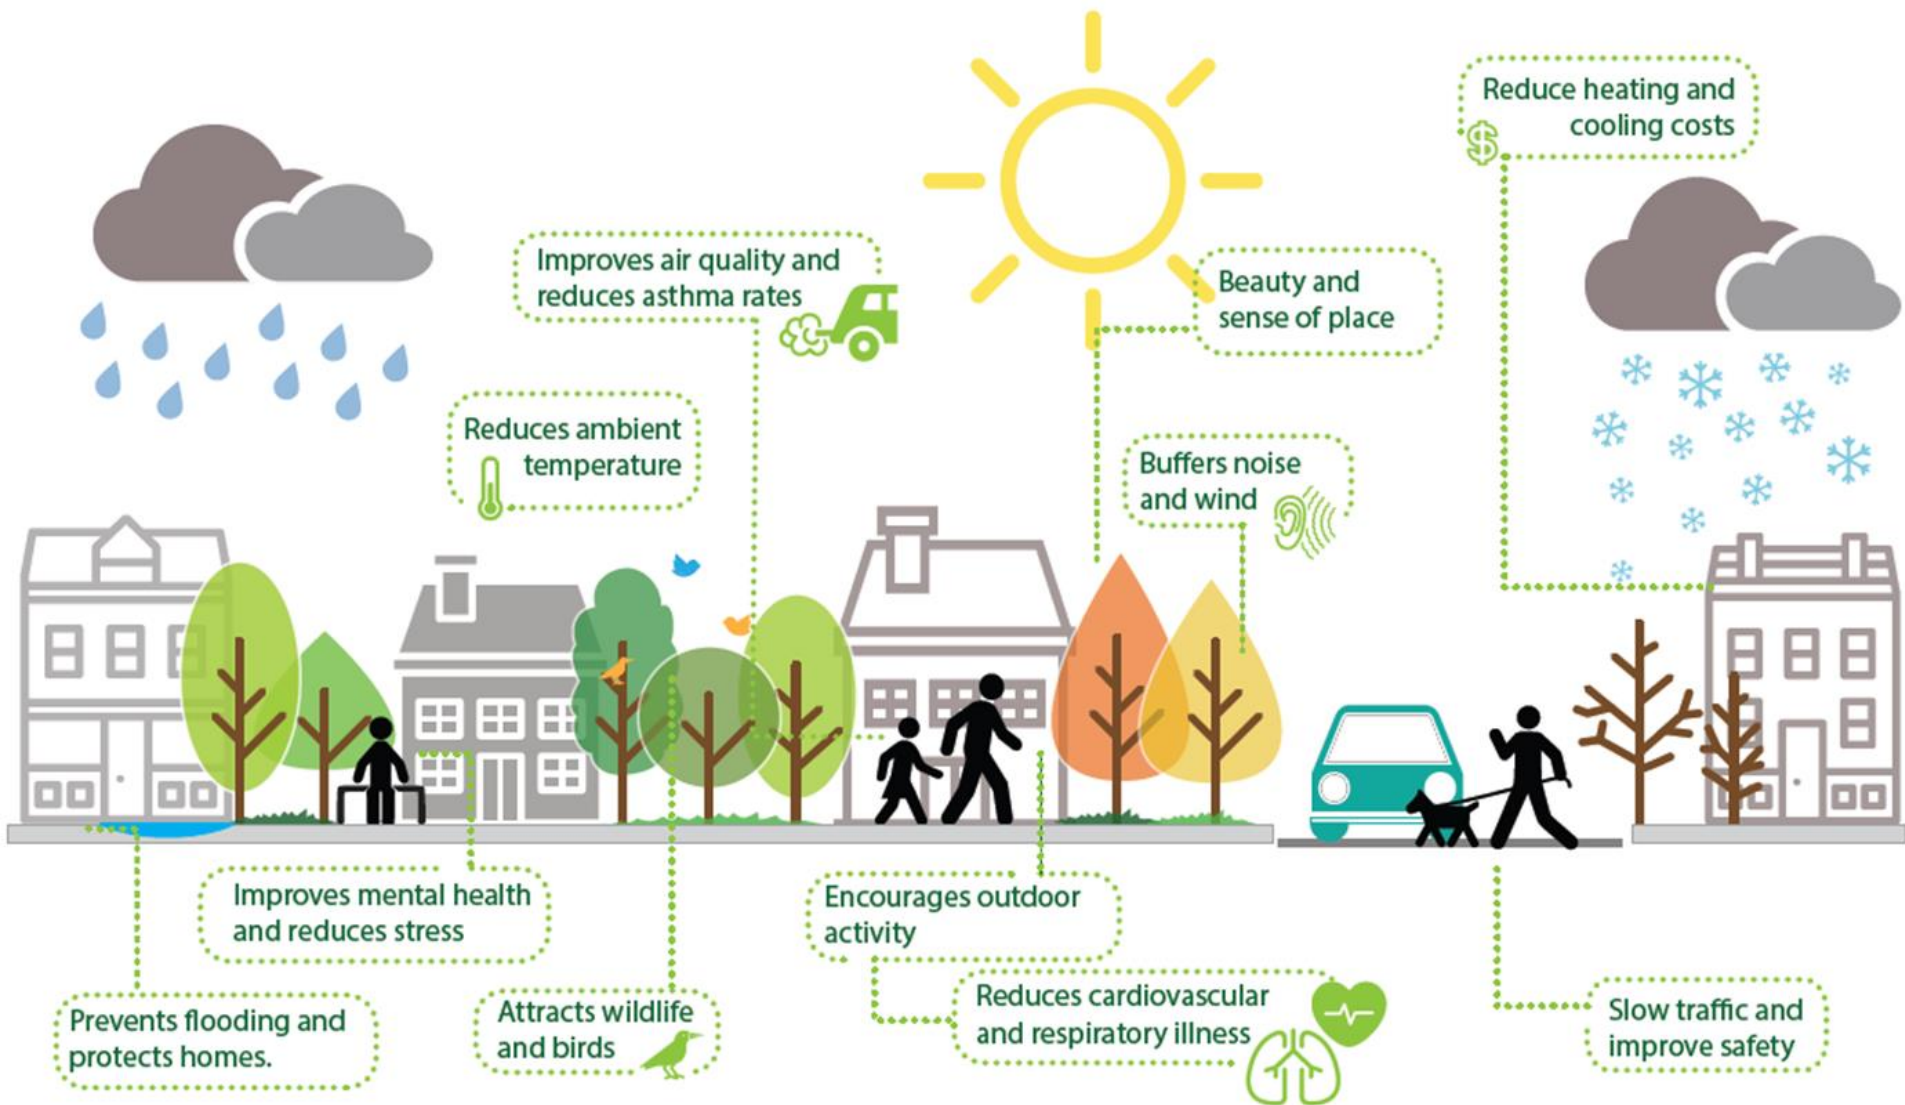 Reduce heating and
cooling costs
Improves air quality and
reduces asthma rates
Beauty and
sense of place
Reduces ambient
temperature
Buffers noise
and wind
Improves mental health
and reduces stress
Encourages outdoor
activity
Prevents flooding and
protects homes.
Attracts wildlife
and birds
Reduces cardiovascular
and respiratory illness
Slow traffic and
improve safety